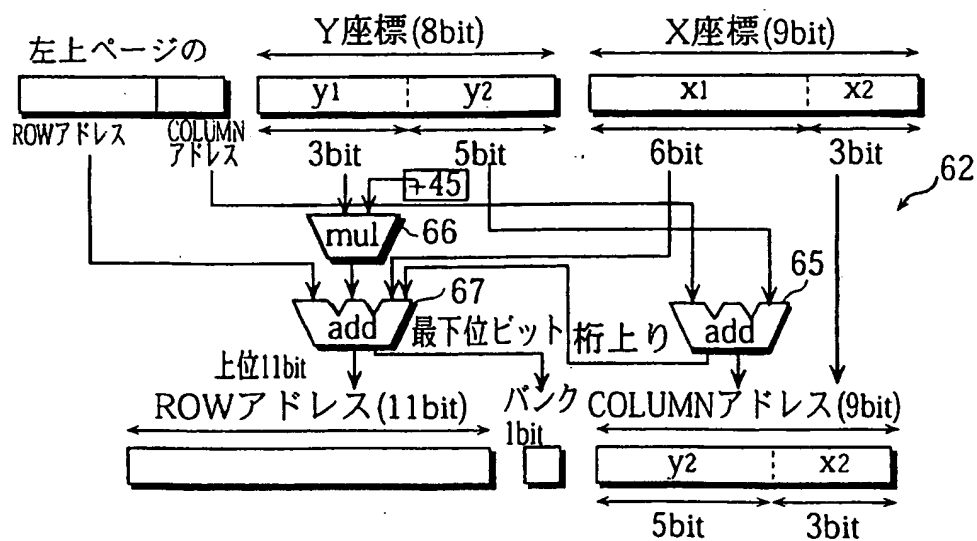 左上ページの
Y座標(8bit)
X座標(9bit)
y1
y2
x1
x2
ROWアドレス
COLUMN
アドレス
3bit
5bit
6bit
3bit
+45
62
mul
66
67
65
add
add
最下位ビット
桁上り
上位11bit
ROWアドレス(11bit)
バンク
1bit
COLUMNアドレス(9bit)
y2
x2
5bit
3bit